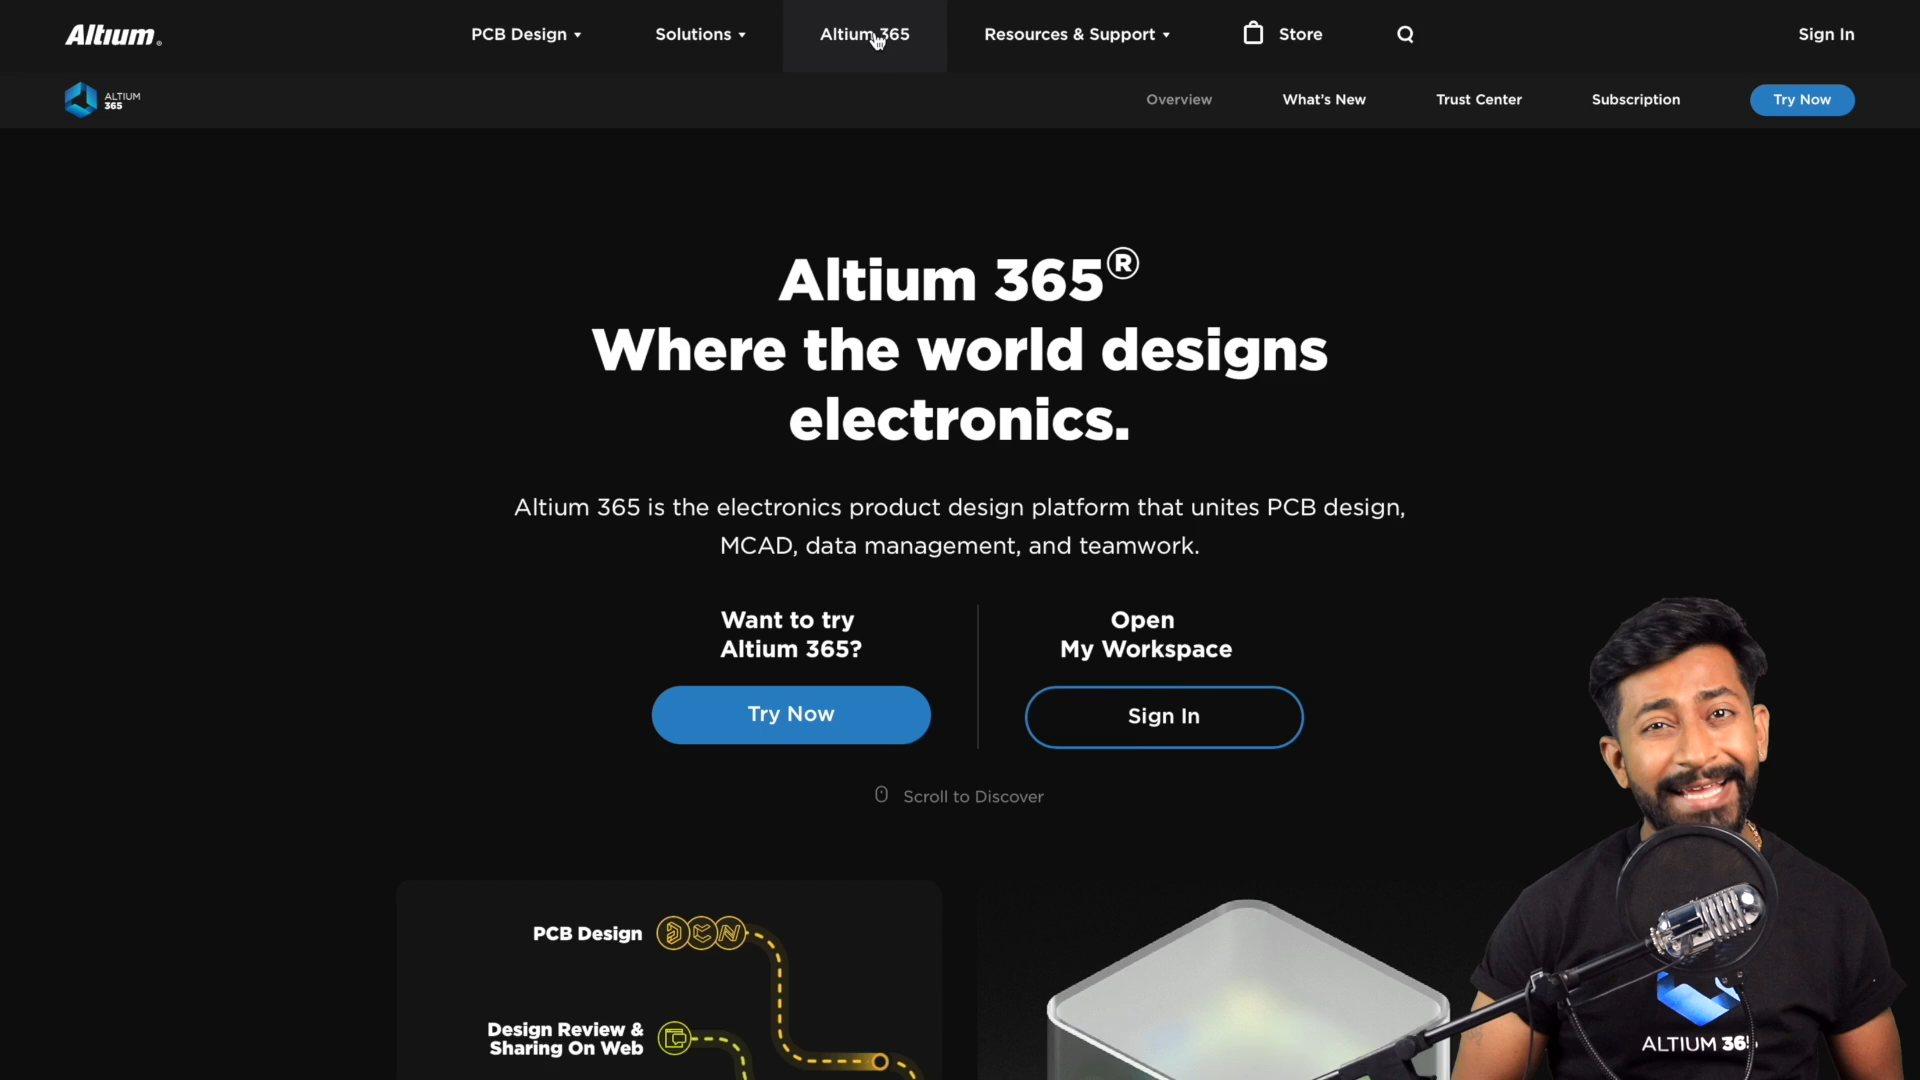 Altium
PCB Design
Solutions
Altium 365
Resources & Support
Store
Sign In
ALTIUM
365
Overview
What's New
Trust Center
Subscription
Try Now
Altium 365®
Where the world designs
electronics.
Altium 365 is the electronics product design platform that unites PCB design,
MCAD, data management, and teamwork.
Want to try
Altium 365?
Try Now
Open
My Workspace
Sign In
Scroll to Discover
PCB Design
Design Review &
Sharing On Web
ALTIUM 365